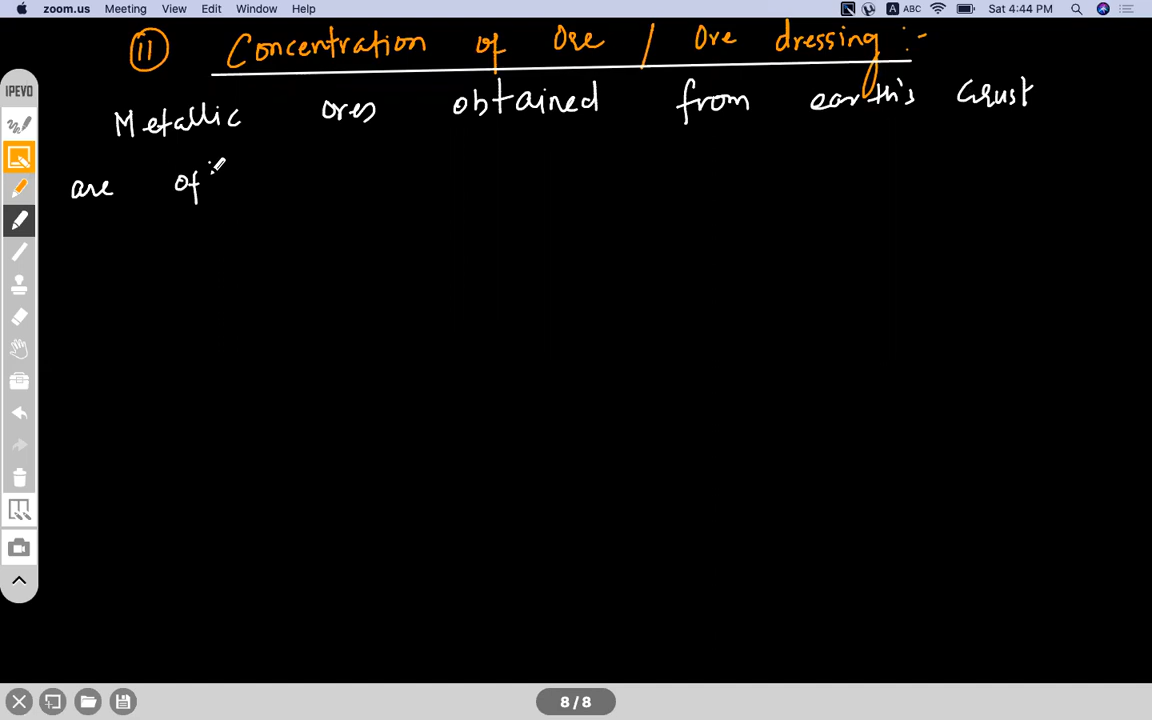 zoom.us Meeting View Edit Window Help A ABC Sat 4:44 PM
(II) Concentration of Ore / Ore dressing :-
IPEVO
Metallic ores obtained from earth's crust
are of
8 / 8